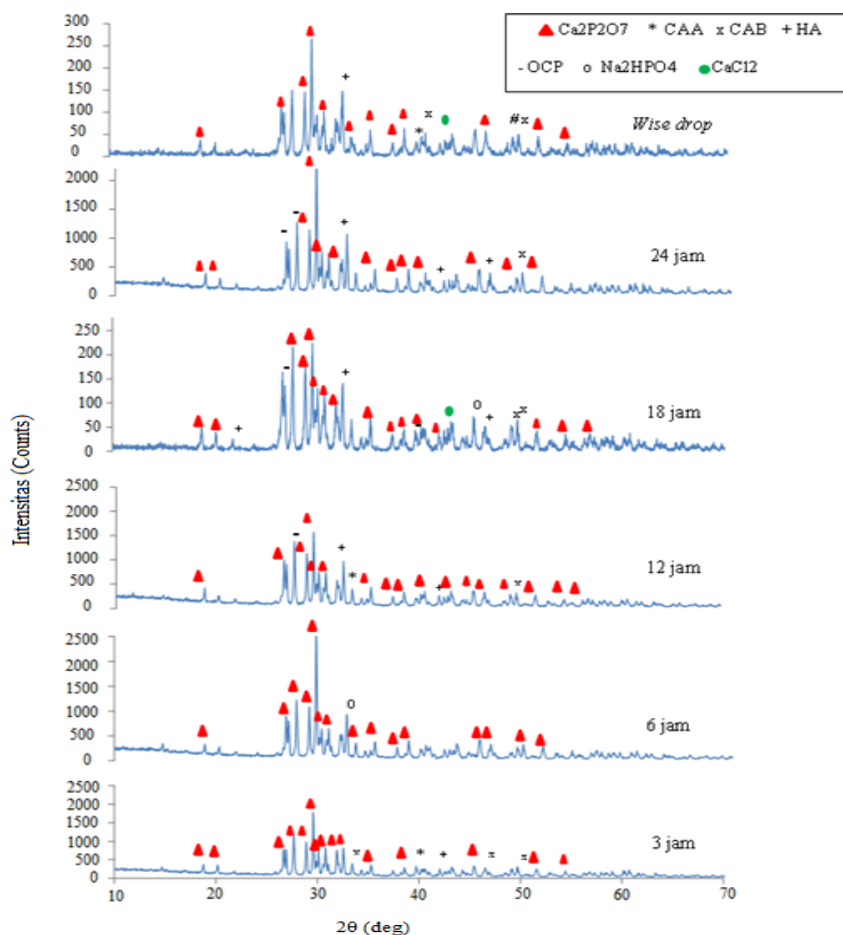 ▲ Ca2P2O7 * CAA x CAB + HA
- OCP o Na2HPO4 ● CaCl2
Intensitas (Counts)
300
250
200
150
100
50
0
+
x
*
#x
Wise drop
2000
1500
1000
500
0
-
-
+
+
+
x
24 jam
250
200
150
100
50
0
+
-
+
-
o
+
x
x
18 jam
2500
2000
1500
1000
500
0
-
+
*
+
x
12 jam
2500
2000
1500
1000
500
0
o
6 jam
3000
2500
2000
1500
1000
500
0
x
*
+
x
x
3 jam
10 20 30 40 50 60 70
2θ (deg)